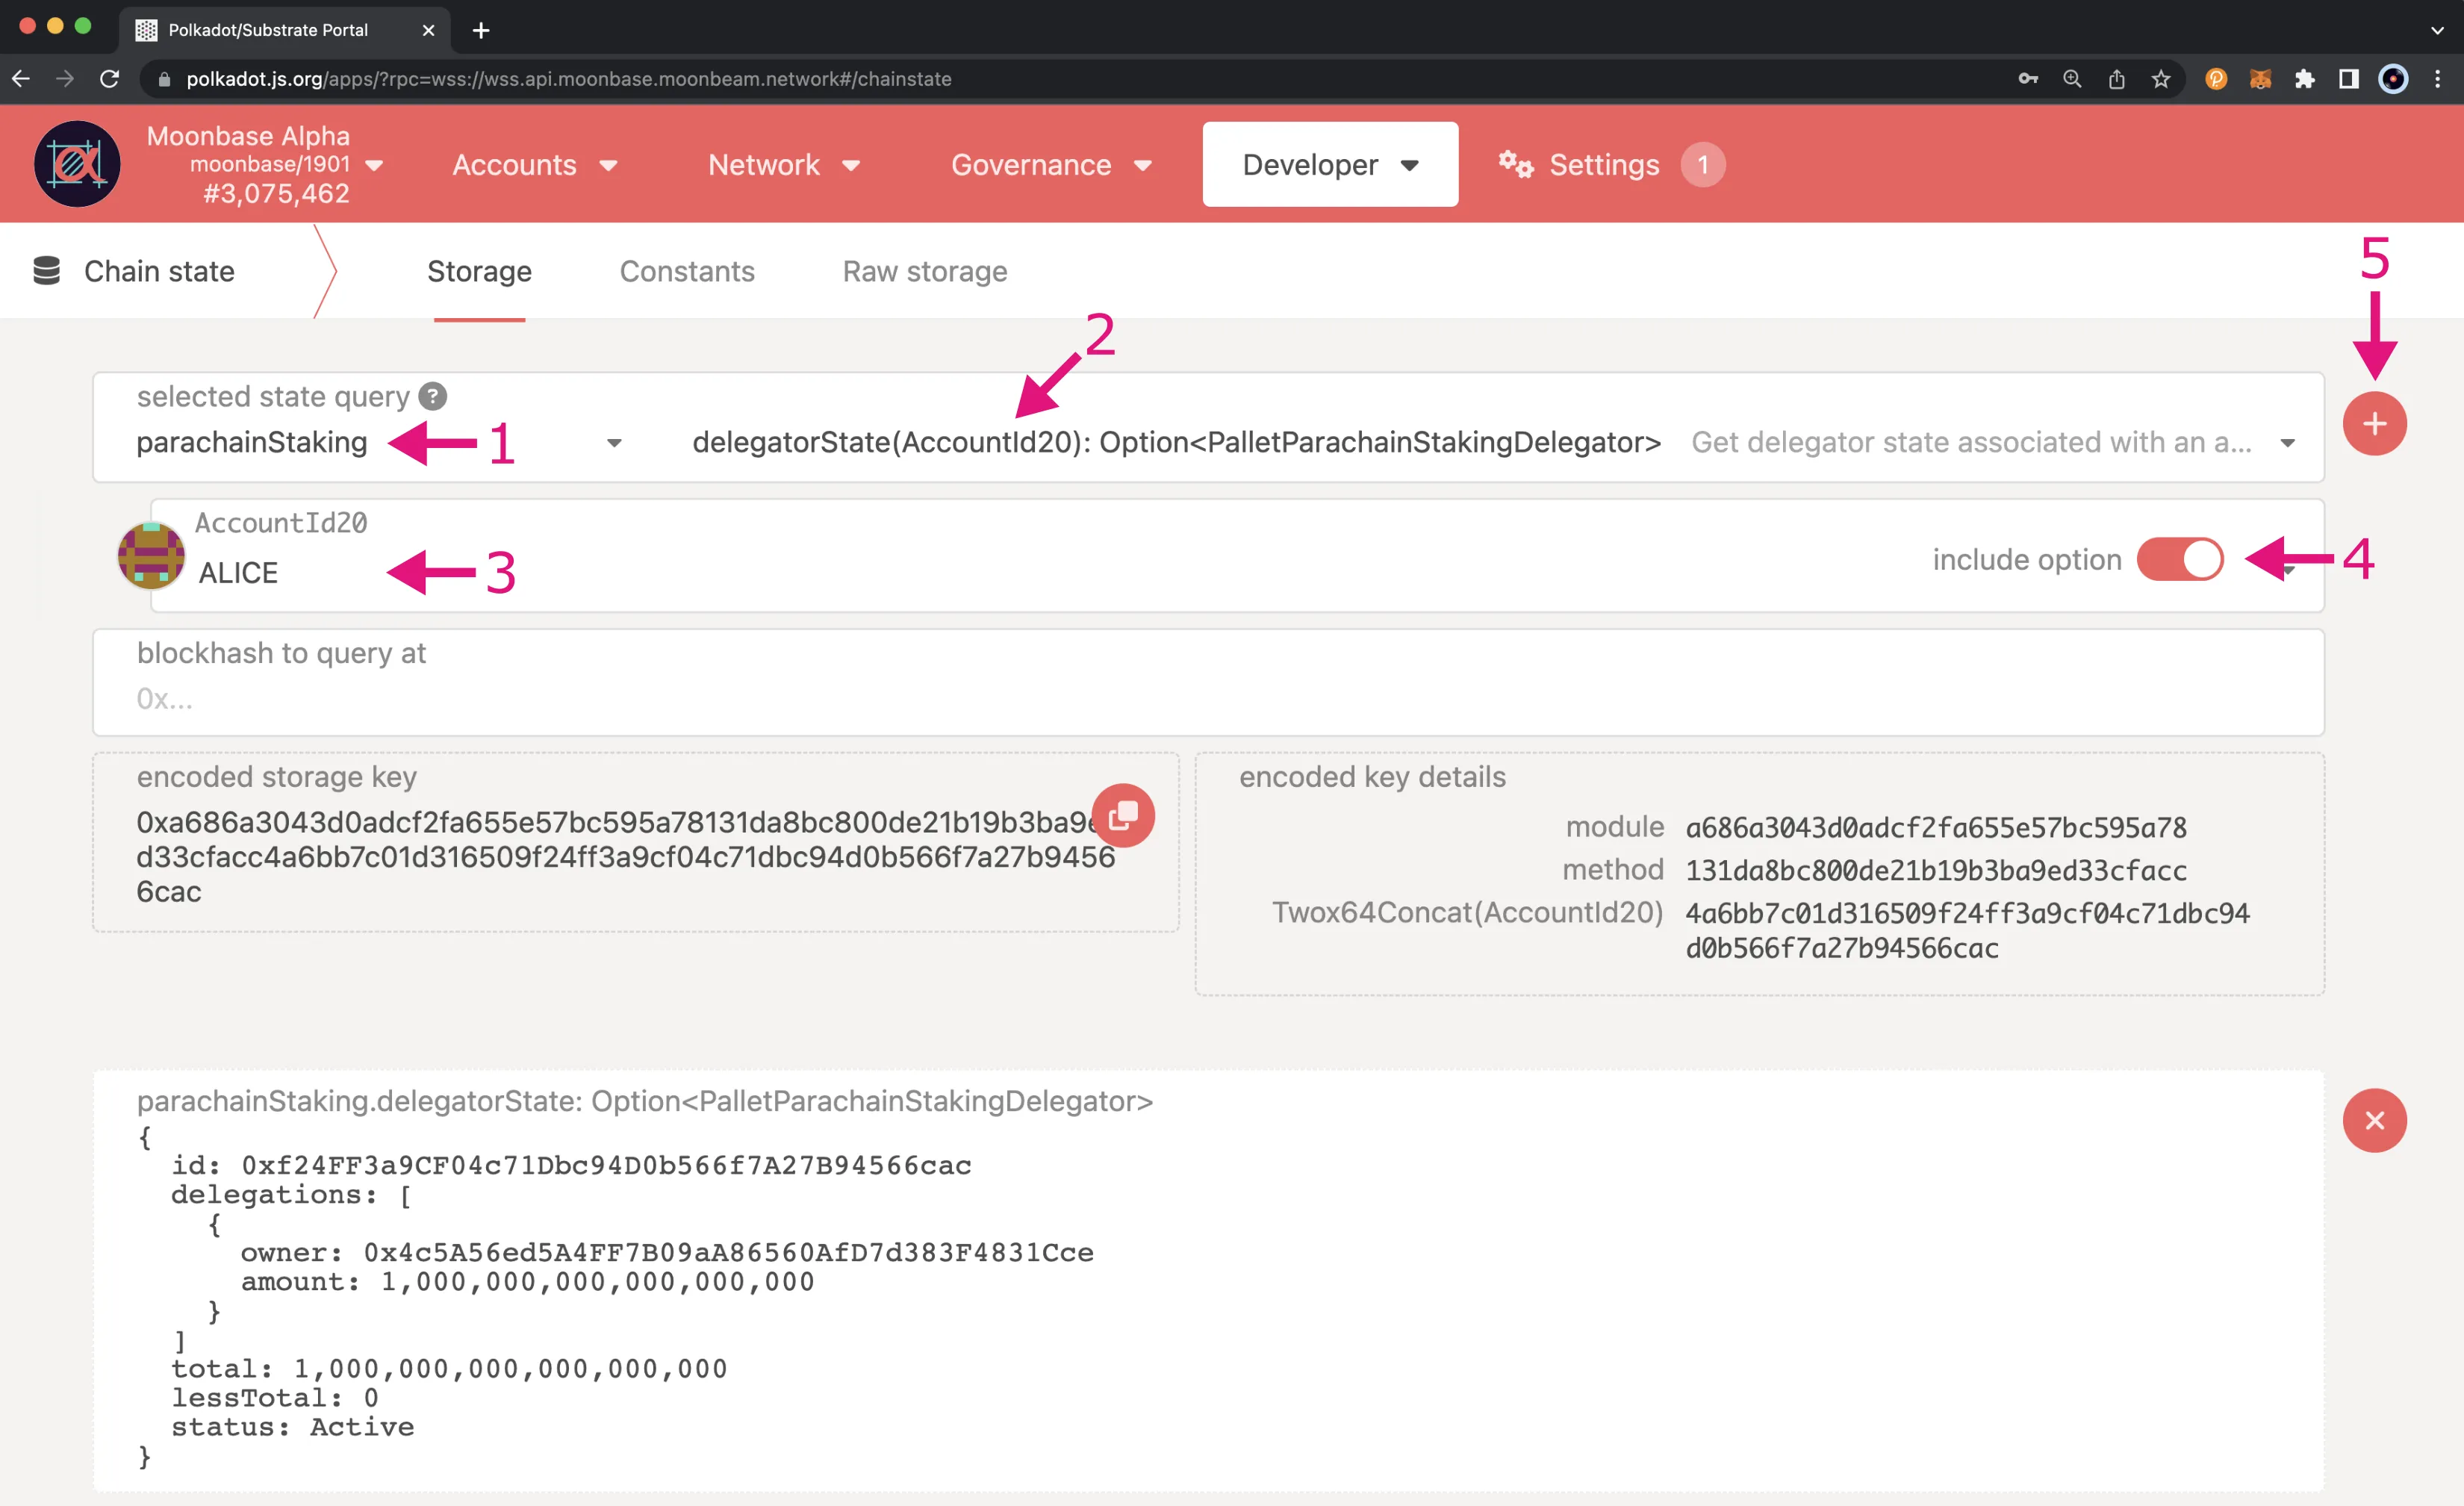 Polkadot/Substrate Portal
polkadot.js.org/apps/?rpc=wss://wss.api.moonbase.moonbeam.network#/chainstate
Moonbase Alpha
moonbase/1901
#3,075,462
Accounts
Network
Governance
Developer
Settings
1
Chain state
Storage
Constants
Raw storage
5
2
selected state query ?
parachainStaking
1
delegatorState(AccountId20): Option<PalletParachainStakingDelegator>
Get delegator state associated with an a...
AccountId20
ALICE
3
include option
4
blockhash to query at
0x...
encoded storage key
0xa686a3043d0adcf2fa655e57bc595a78131da8bc800de21b19b3ba9e
d33cfacc4a6bb7c01d316509f24ff3a9cf04c71dbc94d0b566f7a27b9456
6cac
encoded key details
module a686a3043d0adcf2fa655e57bc595a78
method 131da8bc800de21b19b3ba9ed33cfacc
Twox64Concat(AccountId20) 4a6bb7c01d316509f24ff3a9cf04c71dbc94
d0b566f7a27b94566cac
parachainStaking.delegatorState: Option<PalletParachainStakingDelegator>
{
id: 0xf24FF3a9CF04c71Dbc94D0b566f7A27B94566cac
delegations: [
{
owner: 0x4c5A56ed5A4FF7B09aA86560AfD7d383F4831Cce
amount: 1,000,000,000,000,000,000
}
]
total: 1,000,000,000,000,000,000
lessTotal: 0
status: Active
}